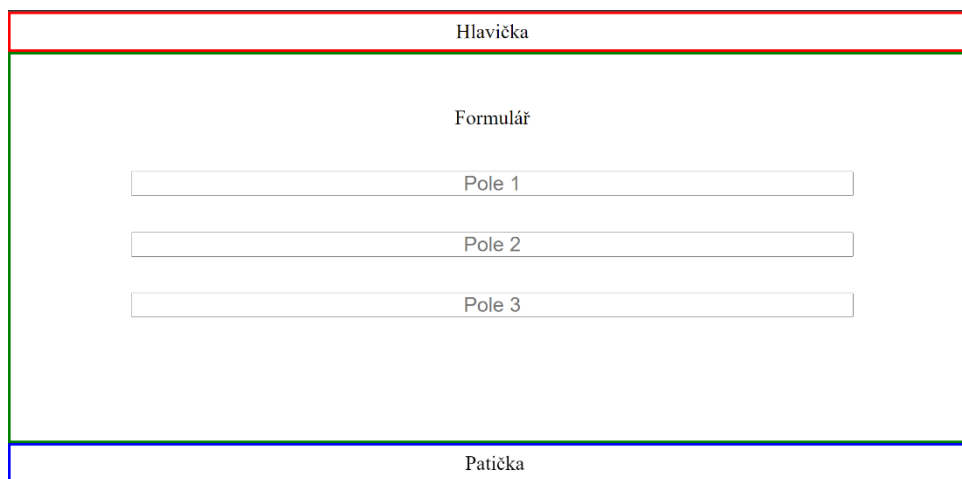 Hlavička
Formulář
Pole 1
Pole 2
Pole 3
Patička